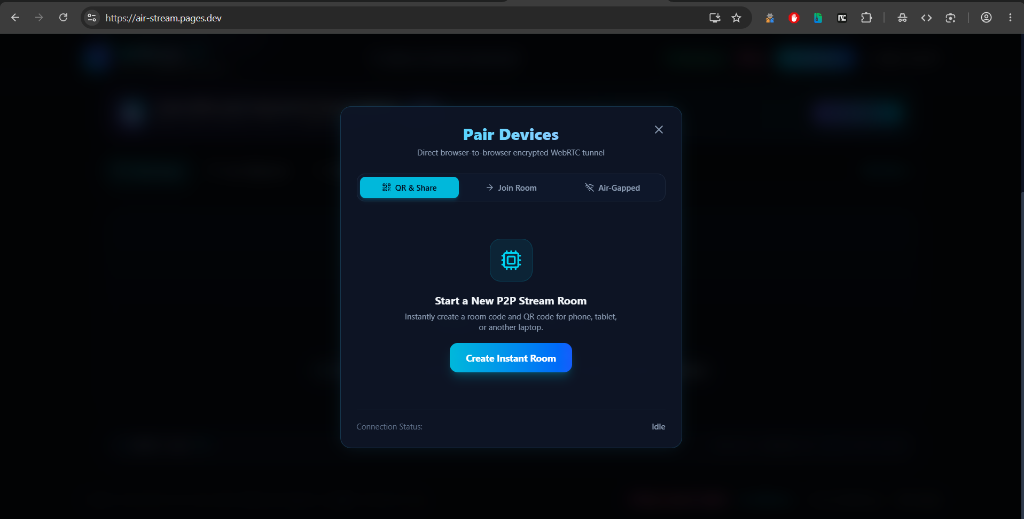 https://air-stream.pages.dev
Pair Devices
Direct browser-to-browser encrypted WebRTC tunnel
QR & Share
Join Room
Air-Gapped
Start a New P2P Stream Room
Instantly create a room code and QR code for phone, tablet,
or another laptop.
Create Instant Room
Connection Status:
Idle